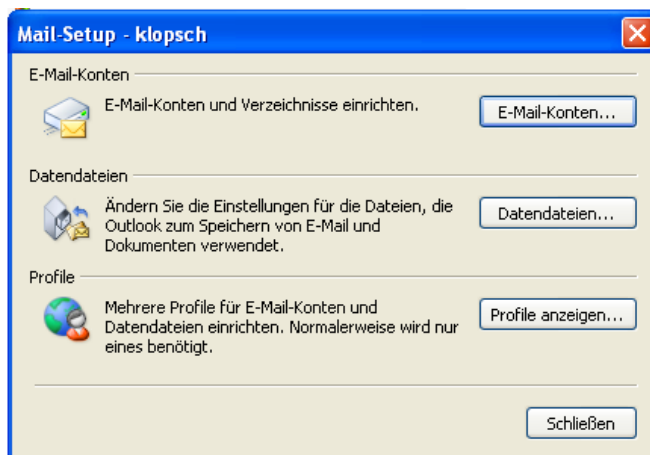 Mail-Setup - klopsch
E-Mail-Konten
E-Mail-Konten und Verzeichnisse einrichten.
E-Mail-Konten...
Datendateien
Ändern Sie die Einstellungen für die Dateien, die
Outlook zum Speichern von E-Mail und
Dokumenten verwendet.
Datendateien...
Profile
Mehrere Profile für E-Mail-Konten und
Datendateien einrichten. Normalerweise wird nur
eines benötigt.
Profile anzeigen...
Schließen